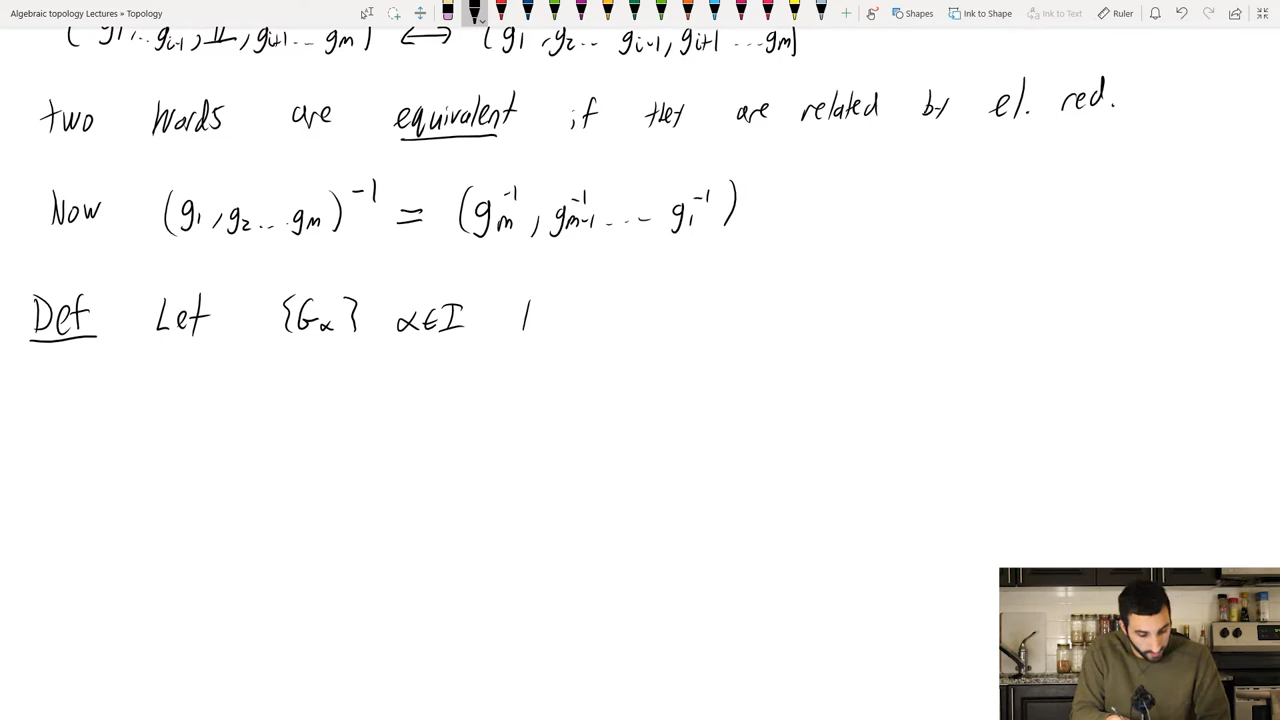 Algebraic topology Lectures » Topology
Shapes Ink to Shape Ink to Text Ruler
(g1, … gi-1, 1, gi+1 … gm) ⟷ (g1, g2 … gi-1, gi+1 … gm)
two words are equivalent if they are related by el. red.
Now (g1, g2 … gm)^-1 = (gm^-1, gm-1^-1, … g1^-1)
Def Let {Gα} α∈I